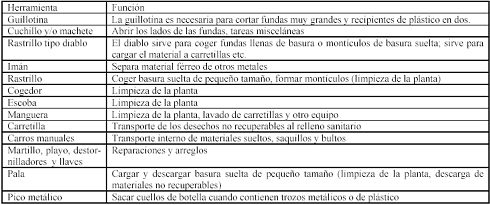 Herramienta Función
Guillotina La guillotina es necesaria para cortar fundas muy grandes y recipientes de plástico en dos.
Cuchillo y/o machete Abrir los lados de las fundas, tareas misceláneas
Rastrillo tipo diablo El diablo sirve para coger fundas llenas de basura o montículos de basura suelta; sirve para
cargar el material a carretillas etc.
Imán Separa material férreo de otros metales
Rastrillo Coger basura suelta de pequeño tamaño, formar montículos (limpieza de la planta)
Cogedor Limpieza de la planta
Escoba Limpieza de la planta
Manguera Limpieza de la planta, lavado de carretillas y otro equipo
Carretilla Transporte de los desechos no recuperables al relleno sanitario
Carros manuales Transporte interno de materiales sueltos, saquillos y bultos
Martillo, playo, destor- Reparaciones y arreglos
nilladores y llaves
Pala Cargar y descargar basura suelta de pequeño tamaño (limpieza de la planta, descarga de
materiales no recuperables)
Pico metálico Sacar cuellos de botella cuando contienen trozos metálicos o de plástico